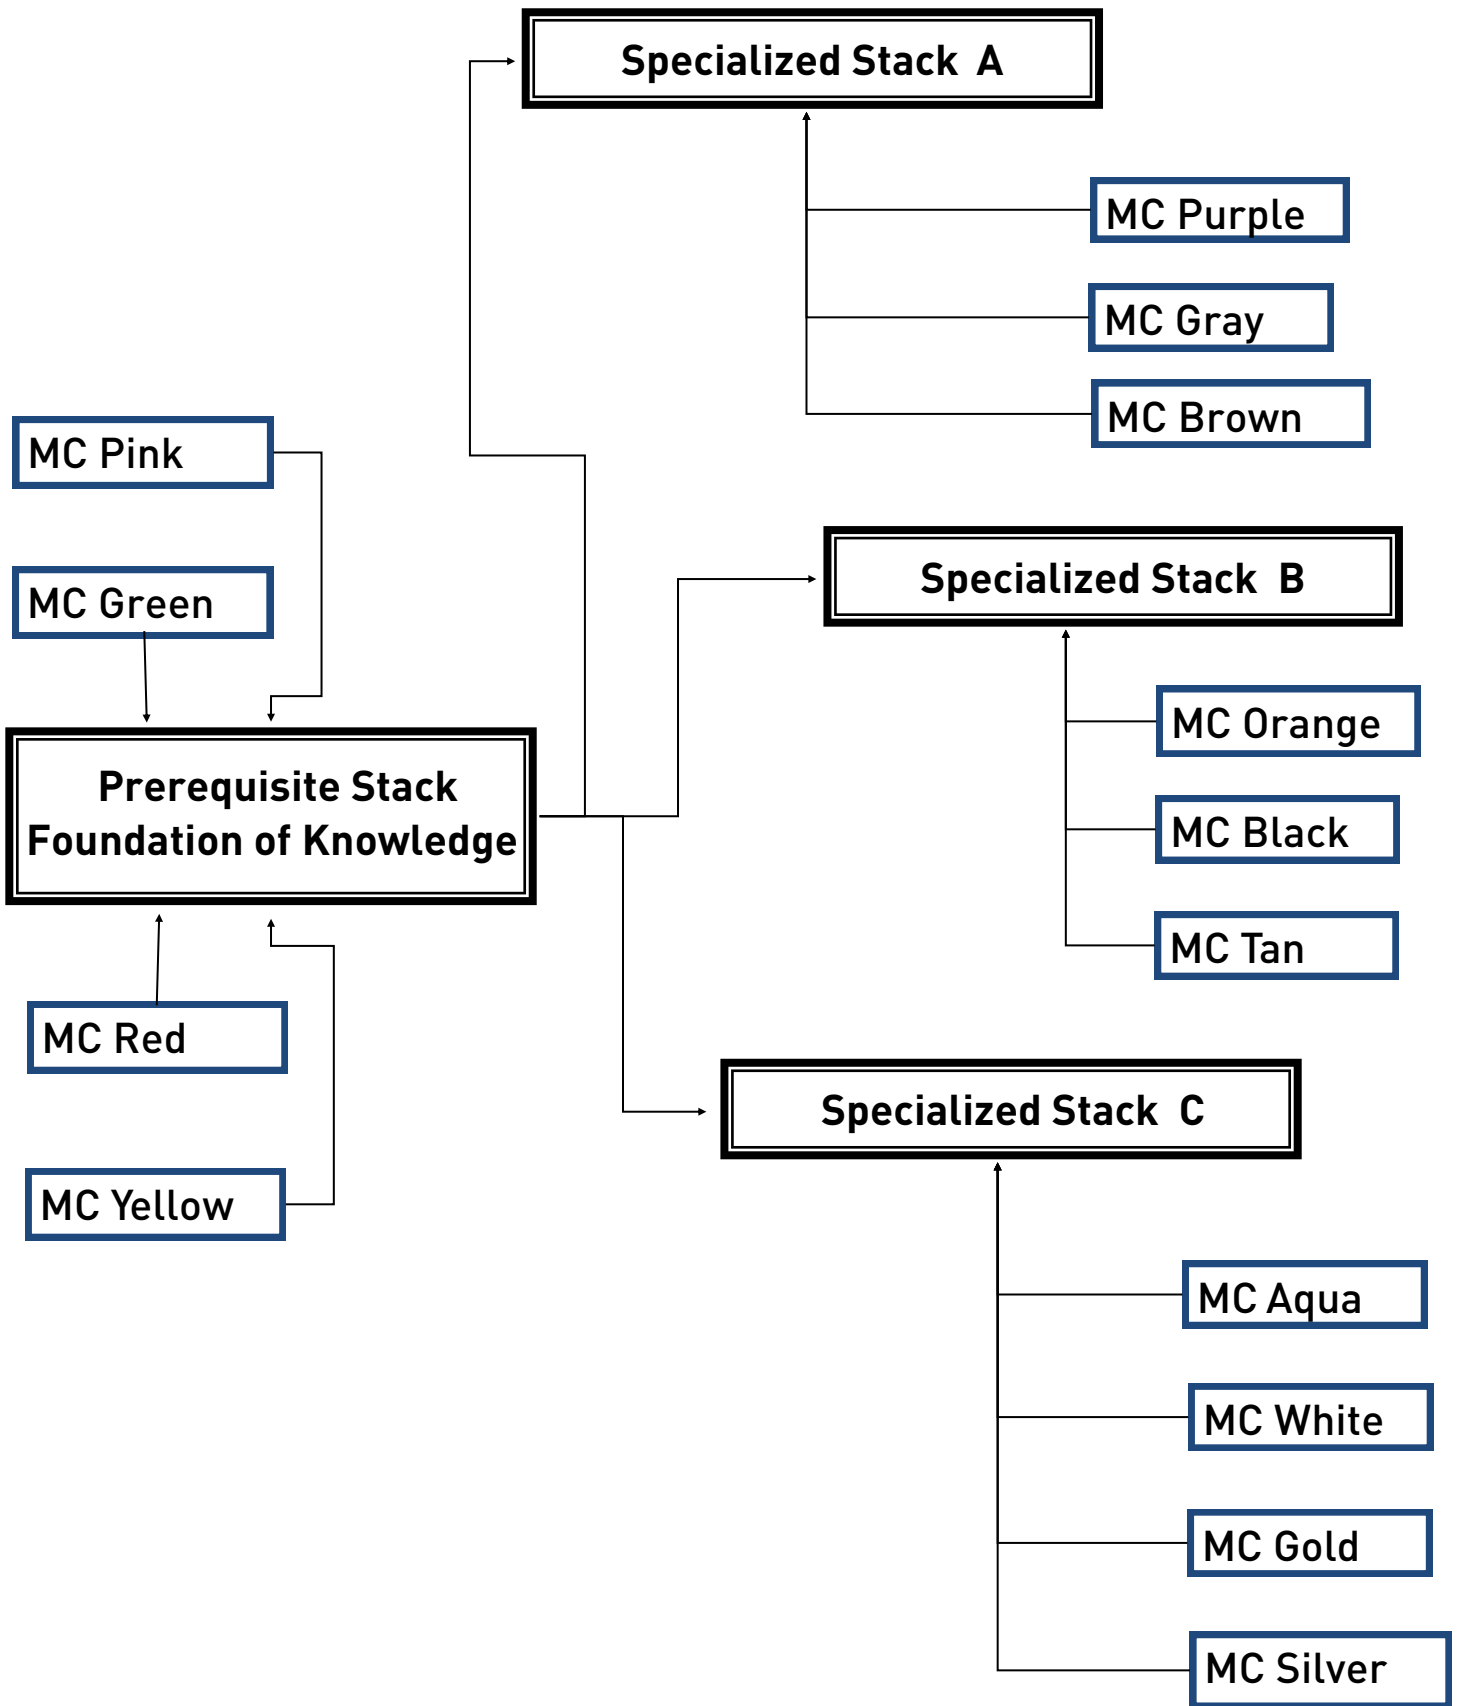 Specialized Stack  A
MC Purple
MC Gray
MC Brown
MC Pink
MC Green
Prerequisite Stack
Foundation of Knowledge
MC Red
MC Yellow
Specialized Stack  B
MC Orange
MC Black
MC Tan
Specialized Stack  C
MC Aqua
MC White
MC Gold
MC Silver